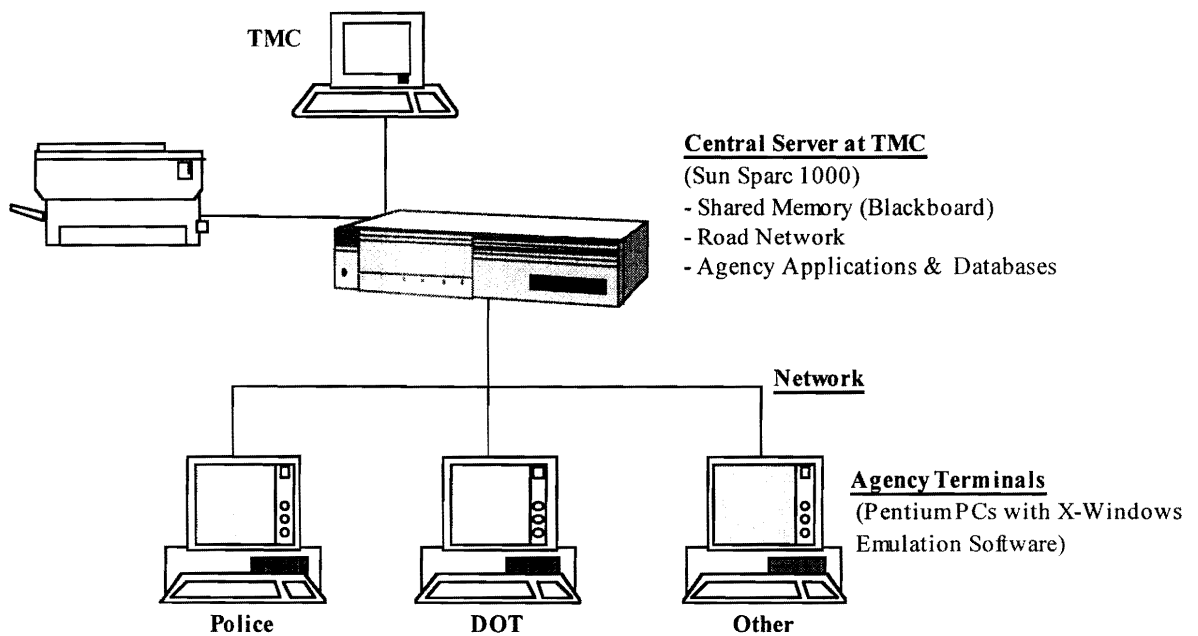 TMC
Central Server at TMC
(Sun Sparc 1000)
- Shared Memory (Blackboard)
- Road Network
- Agency Applications & Databases
Network
Agency Terminals
(Pentium PCs with X-Windows
Emulation Software)
Police
DOT
Other